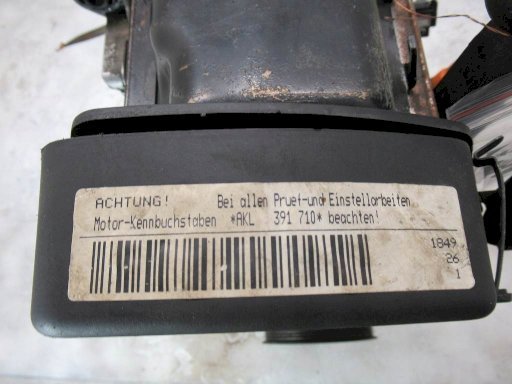 ACHTUNG! Bei allen Pruef-und Einstellarbeiten
Motor-Kennbuchstaben *AKL 391 710* beachten!
1849
26
1